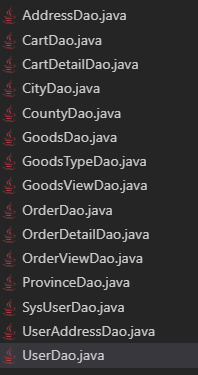 AddressDao.java
CartDao.java
CartDetailDao.java
CityDao.java
CountyDao.java
GoodsDao.java
GoodsTypeDao.java
GoodsViewDao.java
OrderDao.java
OrderDetailDao.java
OrderViewDao.java
ProvinceDao.java
SysUserDao.java
UserAddressDao.java
UserDao.java